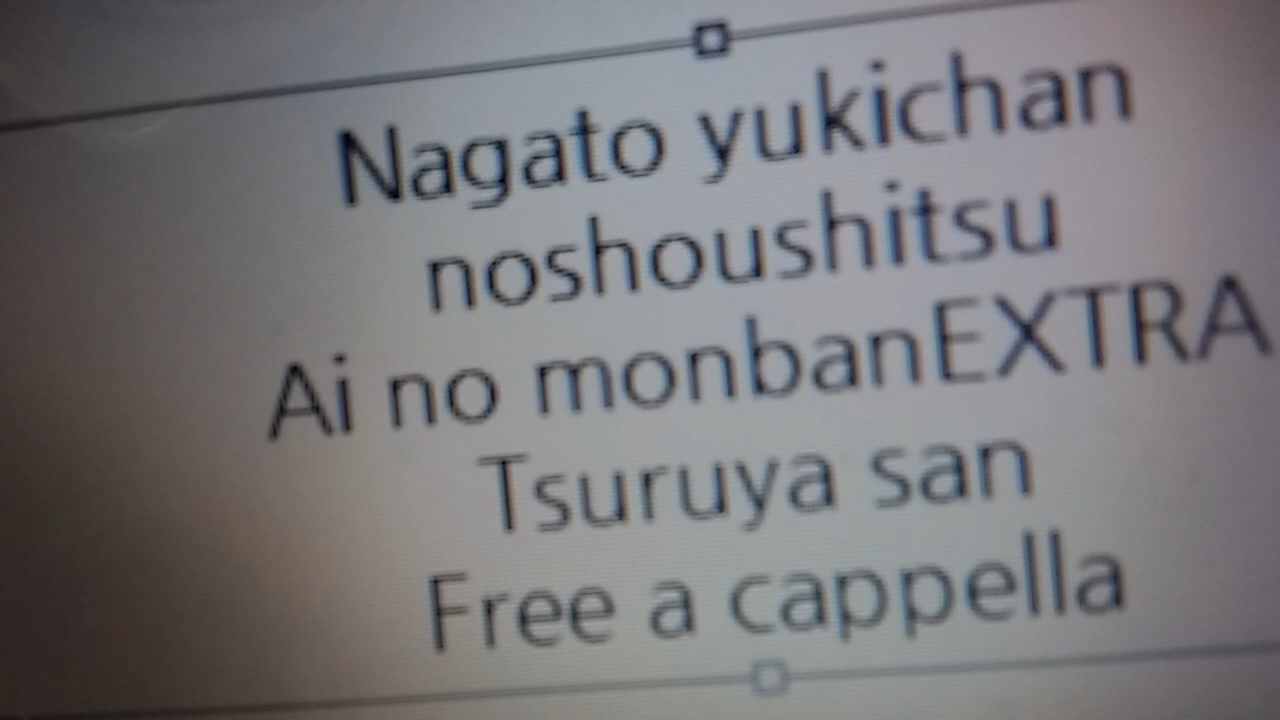 Nagato yukichan
noshoushitsu
Ai no monbanEXTRA
Tsuruya san
Free a cappella